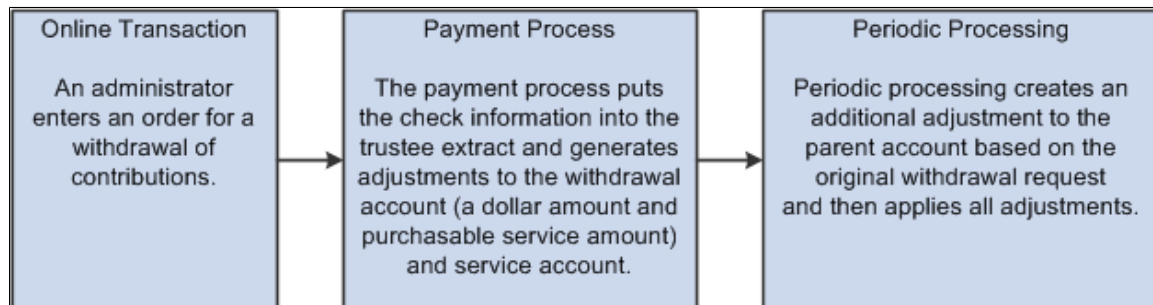 Online Transaction
An administrator
enters an order for a
withdrawal of
contributions.
Payment Process
The payment process puts
the check information into the
trustee extract and generates
adjustments to the withdrawal
account (a dollar amount and
purchasable service amount)
and service account.
Periodic Processing
Periodic processing creates an
additional adjustment to the
parent account based on the
original withdrawal request
and then applies all adjustments.